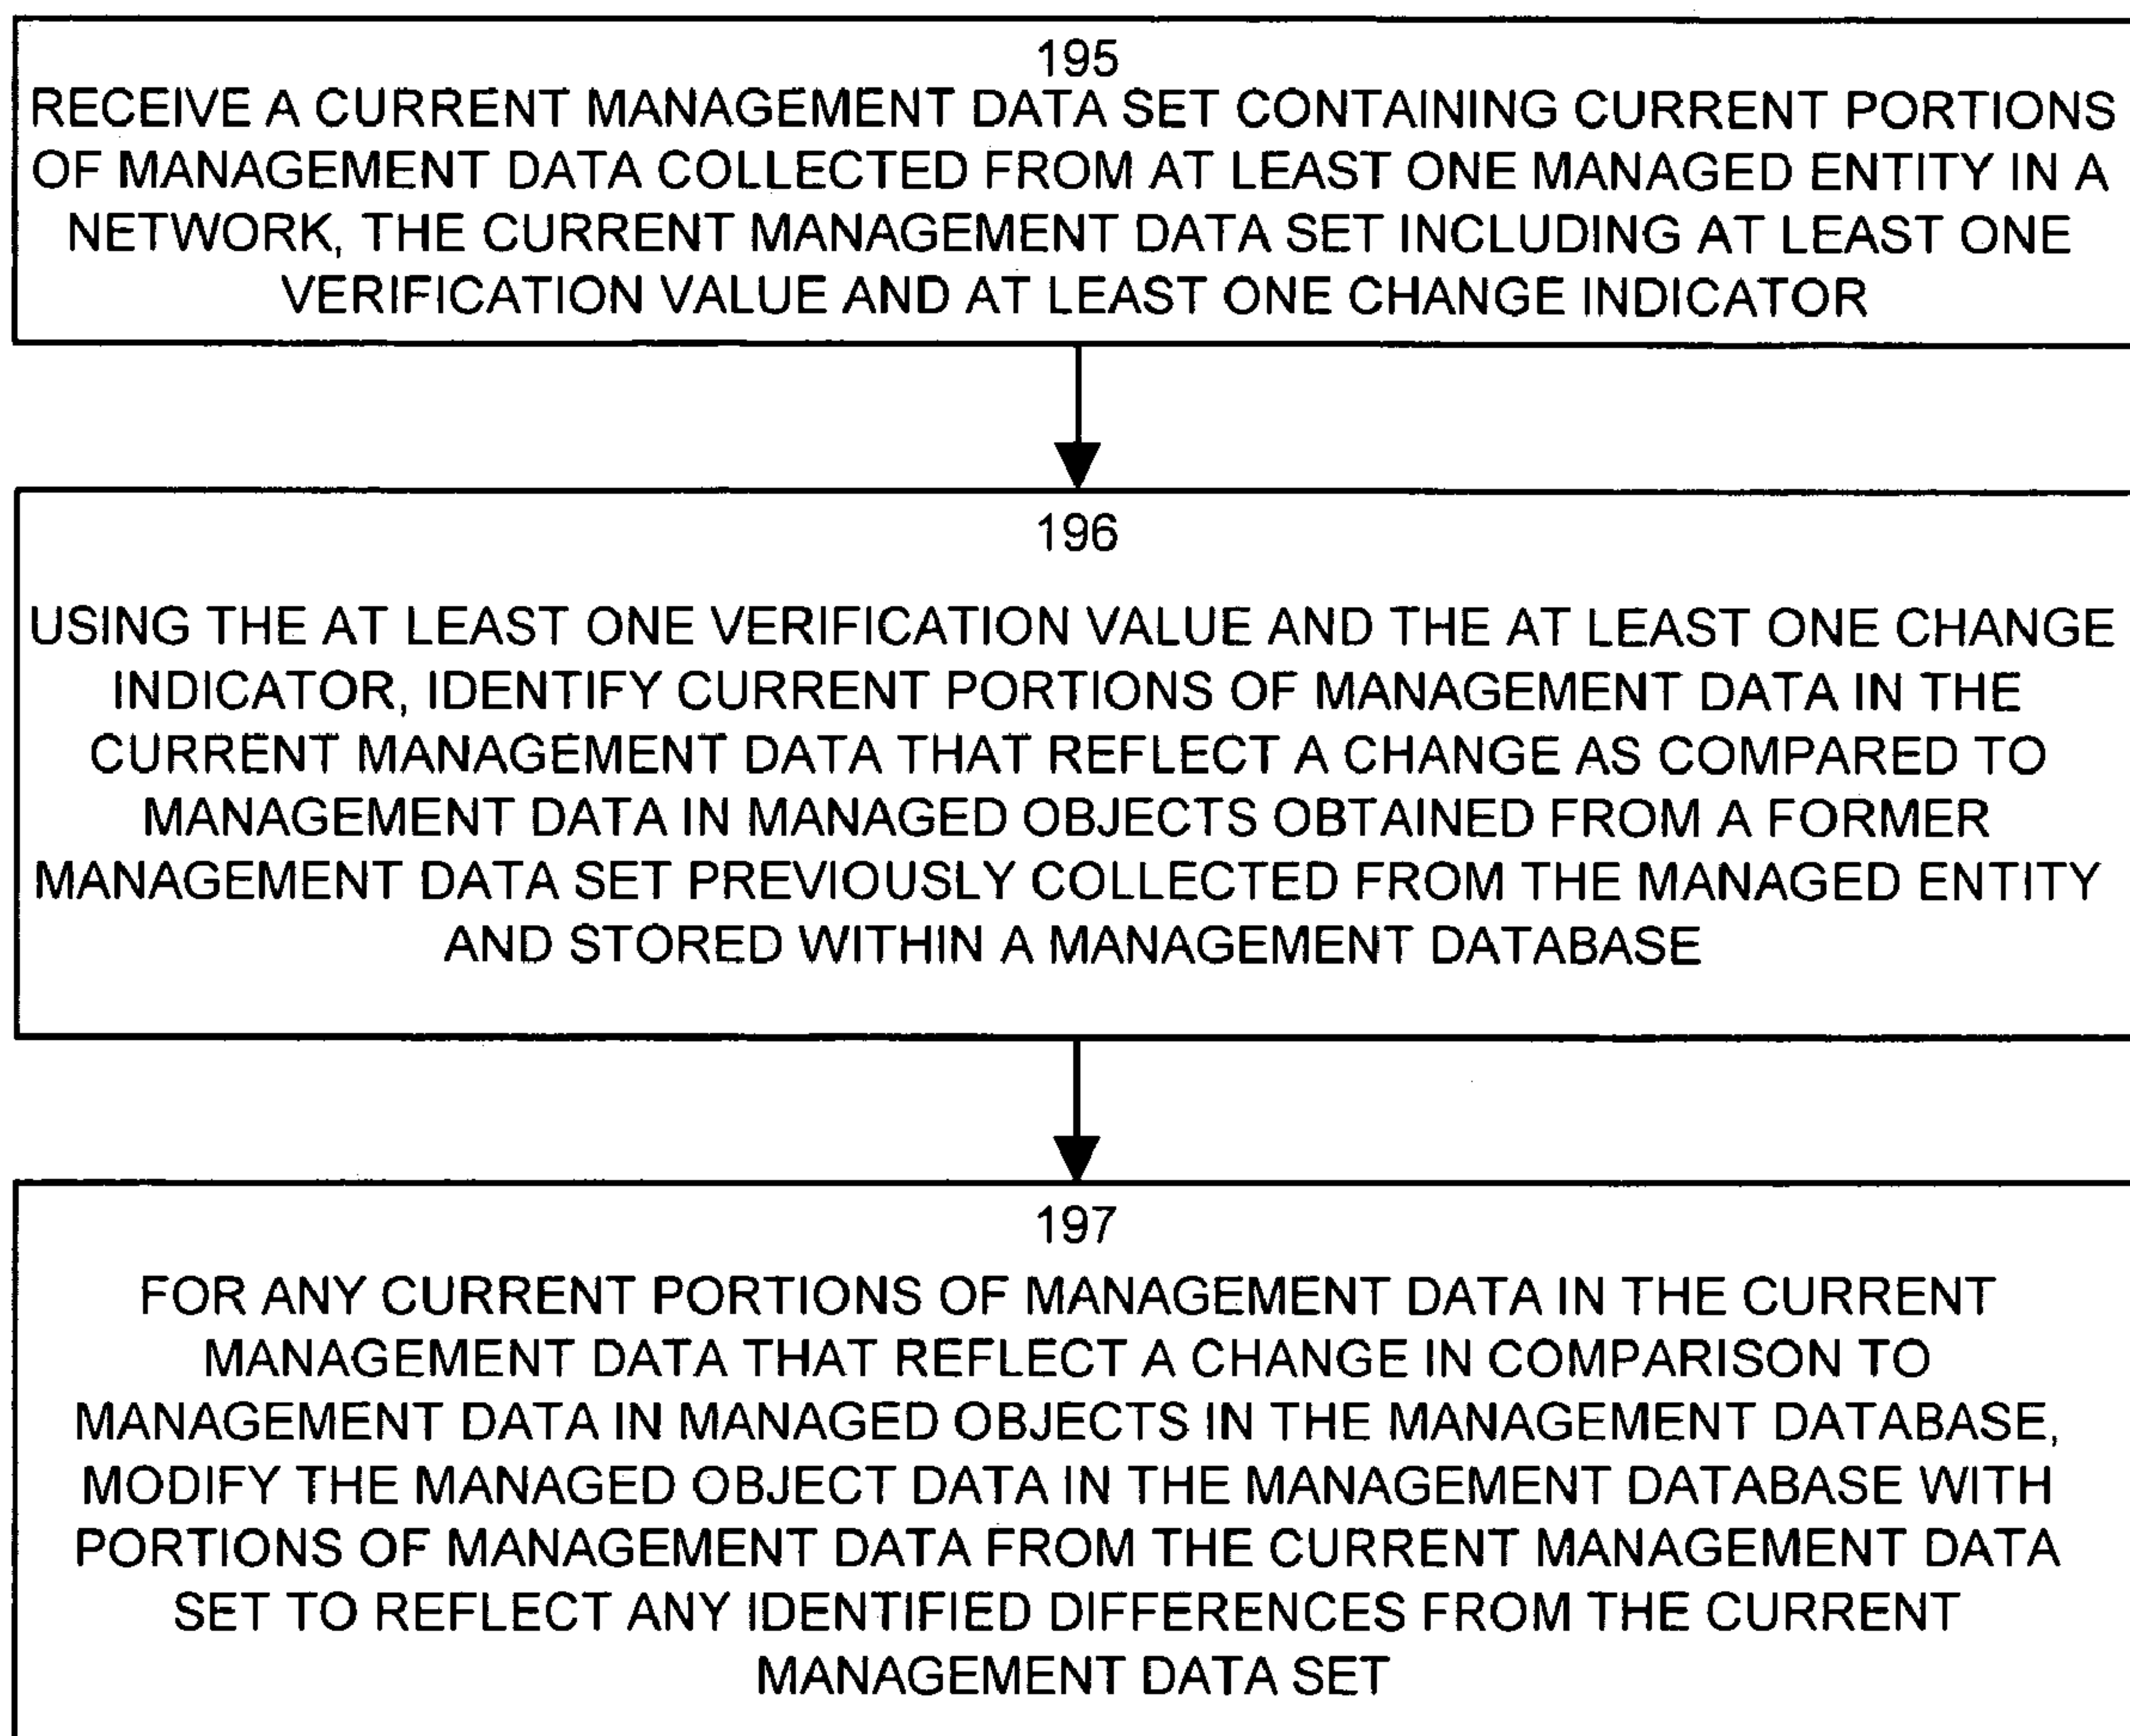 195
RECEIVE A CURRENT MANAGEMENT DATA SET CONTAINING CURRENT PORTIONS
OF MANAGEMENT DATA COLLECTED FROM AT LEAST ONE MANAGED ENTITY IN A
NETWORK, THE CURRENT MANAGEMENT DATA SET INCLUDING AT LEAST ONE
VERIFICATION VALUE AND AT LEAST ONE CHANGE INDICATOR
196
USING THE AT LEAST ONE VERIFICATION VALUE AND THE AT LEAST ONE CHANGE
INDICATOR, IDENTIFY CURRENT PORTIONS OF MANAGEMENT DATA IN THE
CURRENT MANAGEMENT DATA THAT REFLECT A CHANGE AS COMPARED TO
MANAGEMENT DATA IN MANAGED OBJECTS OBTAINED FROM A FORMER
MANAGEMENT DATA SET PREVIOUSLY COLLECTED FROM THE MANAGED ENTITY
AND STORED WITHIN A MANAGEMENT DATABASE
197
FOR ANY CURRENT PORTIONS OF MANAGEMENT DATA IN THE CURRENT
MANAGEMENT DATA THAT REFLECT A CHANGE IN COMPARISON TO
MANAGEMENT DATA IN MANAGED OBJECTS IN THE MANAGEMENT DATABASE,
MODIFY THE MANAGED OBJECT DATA IN THE MANAGEMENT DATABASE WITH
PORTIONS OF MANAGEMENT DATA FROM THE CURRENT MANAGEMENT DATA
SET TO REFLECT ANY IDENTIFIED DIFFERENCES FROM THE CURRENT
MANAGEMENT DATA SET